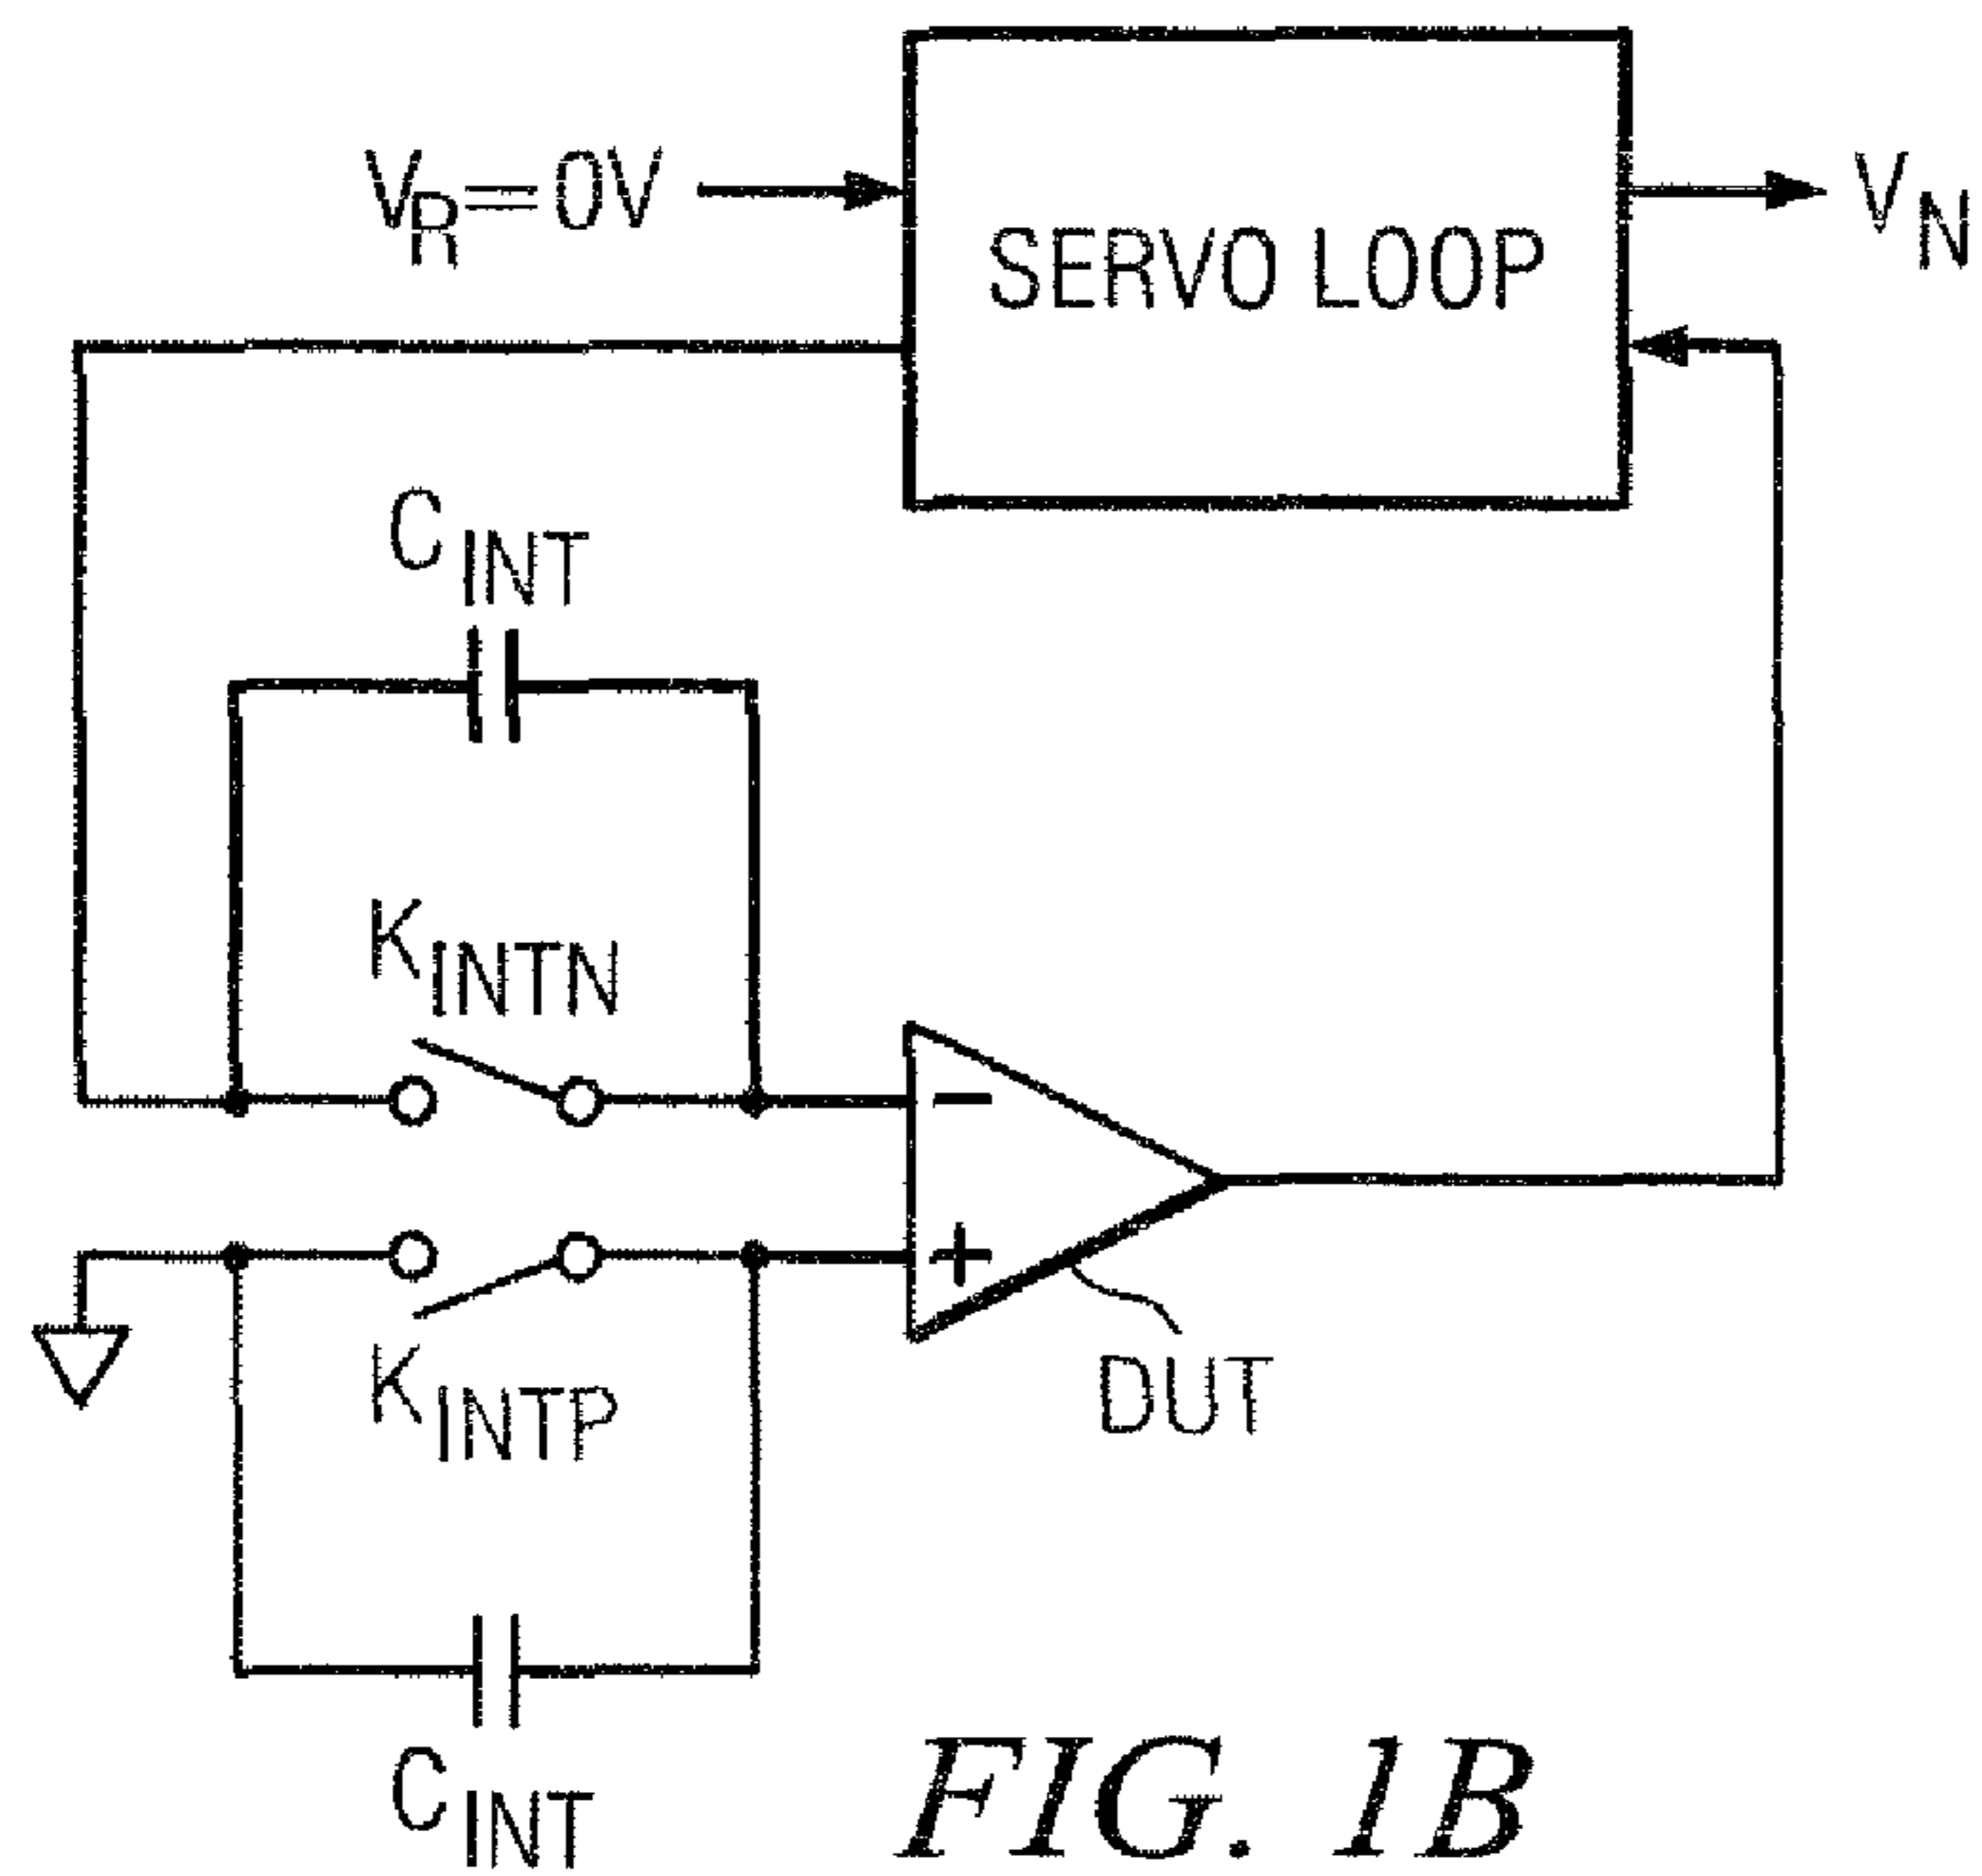 V_R=0V
SERVO LOOP
V_N
C_INT
K_INTN
−
+
K_INTP
DUT
C_INT
FIG. 1B